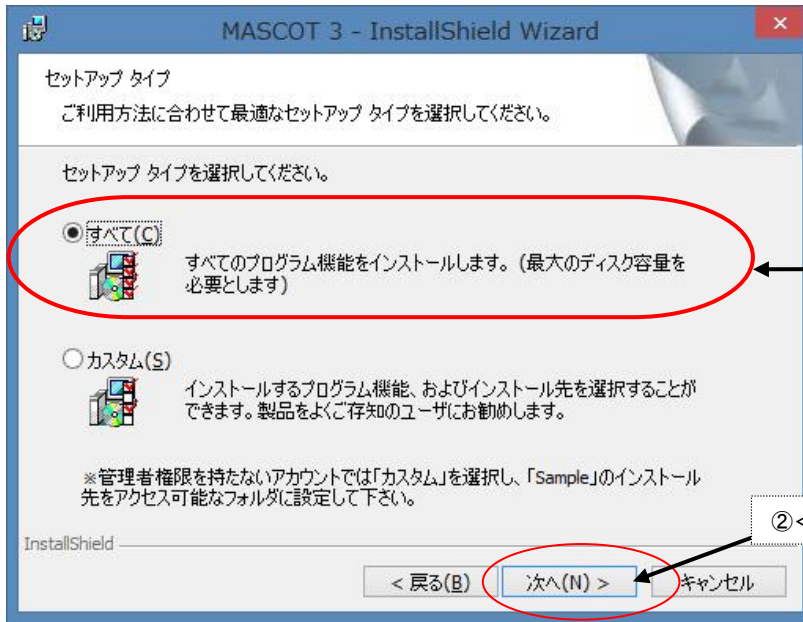 MASCOT 3 - InstallShield Wizard
セットアップ タイプ
ご利用方法に合わせて最適なセットアップ タイプを選択してください。
セットアップ タイプを選択してください。
すべて(C)
すべてのプログラム機能をインストールします。(最大のディスク容量を
必要とします)
カスタム(S)
インストールするプログラム機能、およびインストール先を選択することが
できます。製品をよくご存知のユーザにお勧めします。
※管理者権限を持たないアカウントでは「カスタム」を選択し、「Sample」のインストール
先をアクセス可能なフォルダに設定して下さい。
②<
InstallShield
< 戻る(B)
次へ(N) >
キャンセル